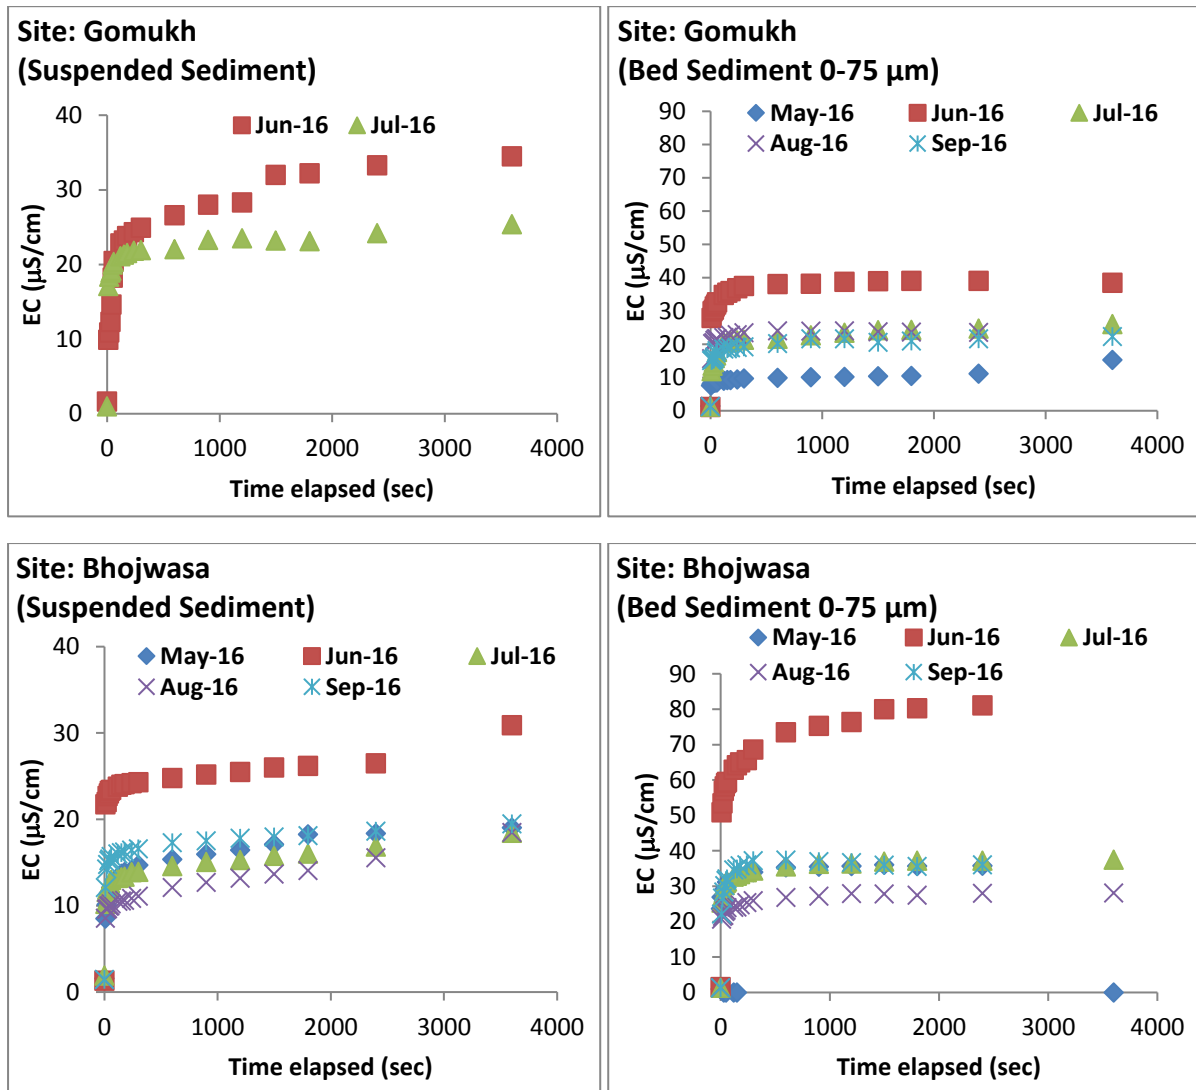 Site: Gomukh
(Suspended Sediment)
40
Jun-16 Jul-16
30
20
10
0
EC (µS/cm)
0 1000 2000 3000 4000
Time elapsed (sec)
Site: Gomukh
(Bed Sediment 0-75 µm)
90
May-16 Jun-16 Jul-16
80
Aug-16 Sep-16
70
60
50
40
30
20
10
0
EC (µS/cm)
0 1000 2000 3000 4000
Time elapsed (sec)
Site: Bhojwasa
(Suspended Sediment)
40
May-16 Jun-16 Jul-16
Aug-16 Sep-16
30
20
10
0
EC (µS/cm)
0 1000 2000 3000 4000
Time elapsed (sec)
Site: Bhojwasa
(Bed Sediment 0-75 µm)
May-16 Jun-16 Jul-16
Aug-16 Sep-16
90
80
70
60
50
40
30
20
10
0
EC (µS/cm)
0 1000 2000 3000 4000
Time elapsed (sec)